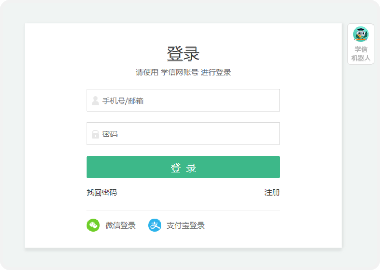 登录
请使用 学信网账号 进行登录
手机号/邮箱
密码
登 录
找回密码 注册
微信登录 支付宝登录
学信
机器人